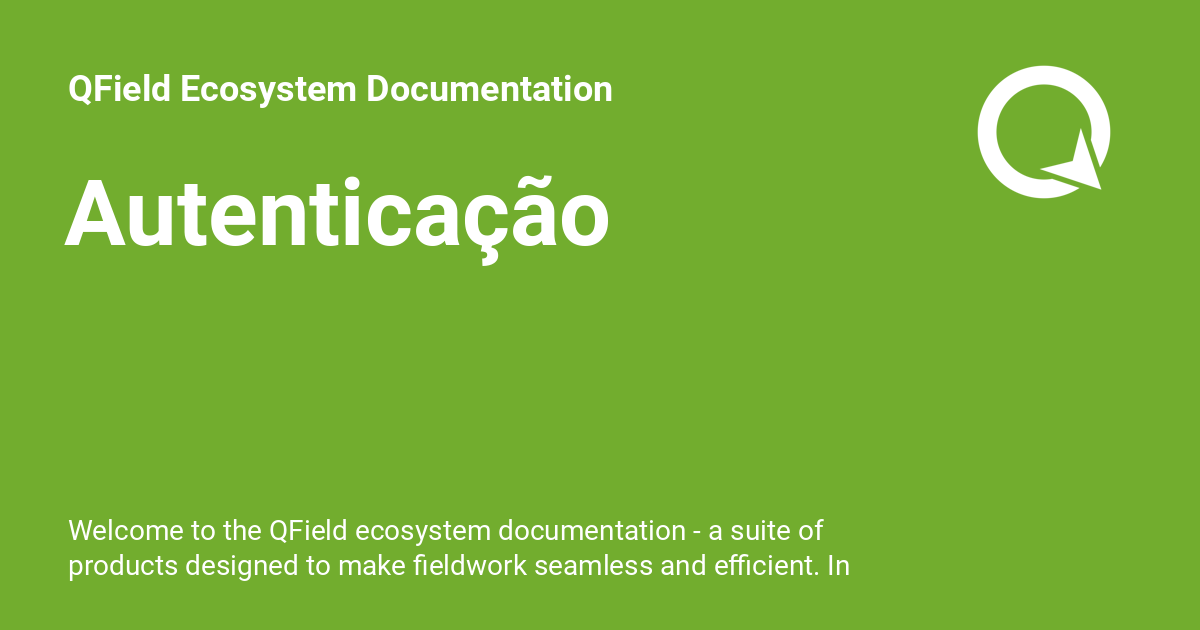 QField Ecosystem Documentation
Autenticação
Welcome to the QField ecosystem documentation - a suite of
products designed to make fieldwork seamless and efficient. In